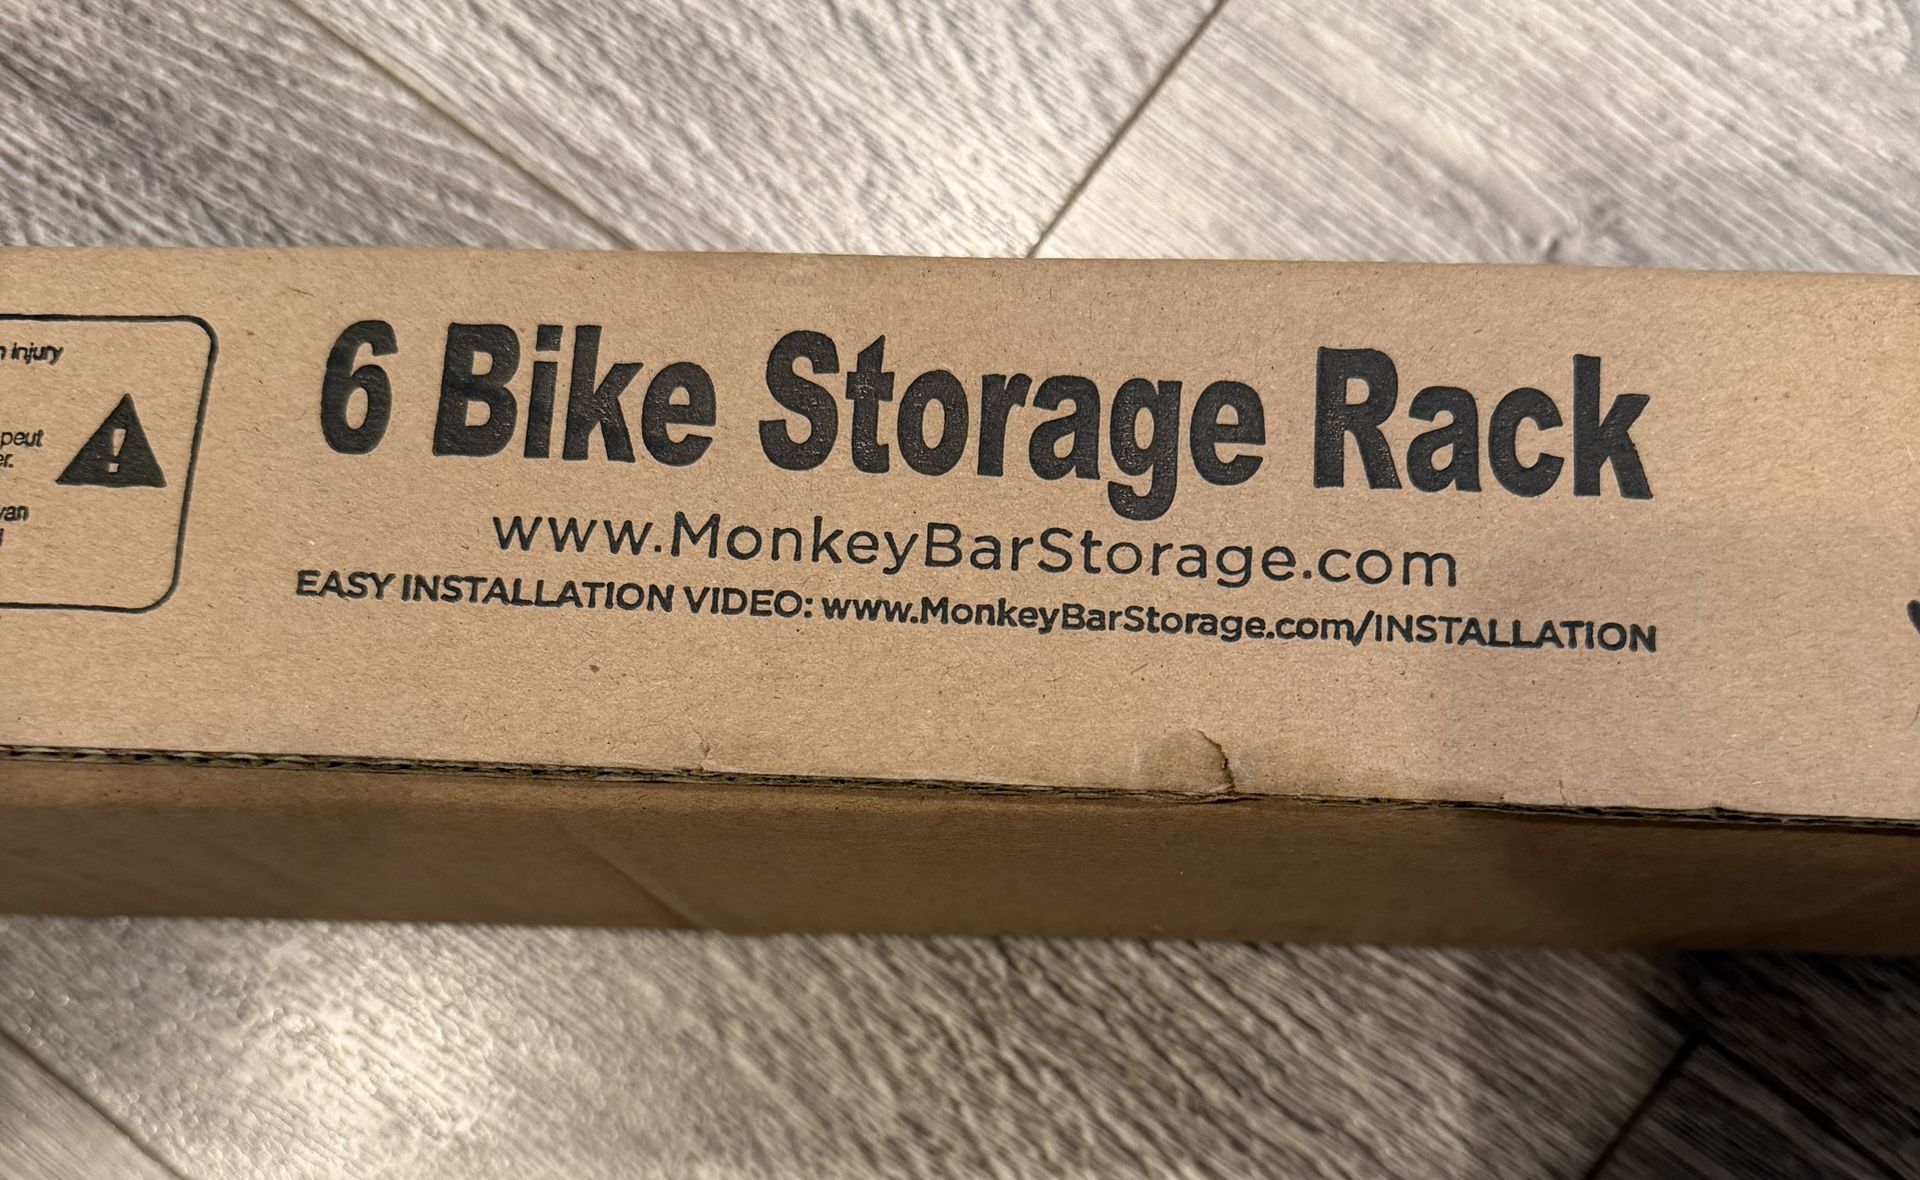 injury
peut
6 Bike Storage Rack
www.MonkeyBarStorage.com
EASY INSTALLATION VIDEO: www.MonkeyBarStorage.com/INSTALLATION